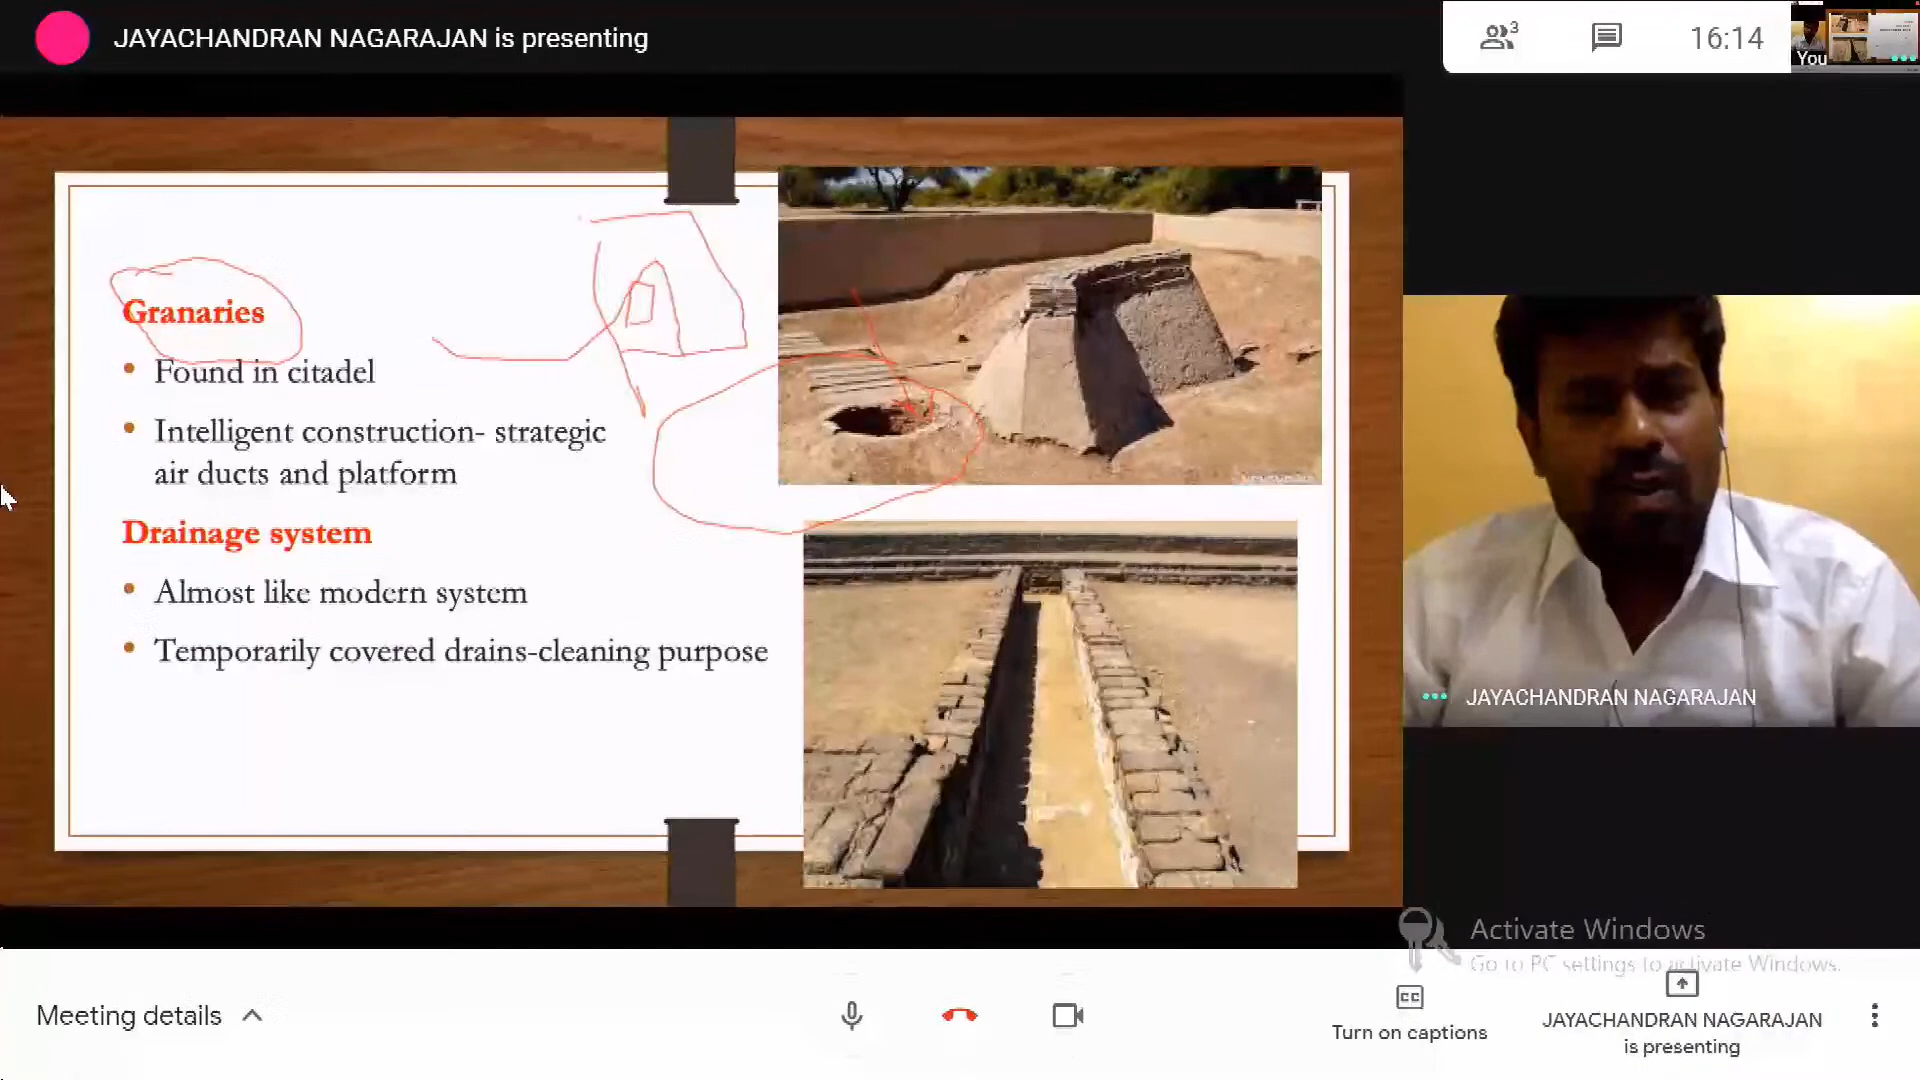 JAYACHANDRAN NAGARAJAN is presenting
3
16:14
You
Granaries
Found in citadel
Intelligent construction- strategic
air ducts and platform
Drainage system
Almost like modern system
Temporarily covered drains-cleaning purpose
JAYACHANDRAN NAGARAJAN
Activate Windows
Go to PC settings to activate Windows.
Meeting details
CC
Turn on captions
JAYACHANDRAN NAGARAJAN
is presenting